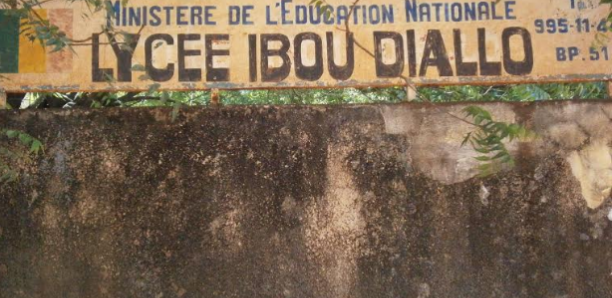 MINISTERE DE L'EDUCATION NATIONALE
LYCEE IBOU DIALLO
995-11-4
BP.51